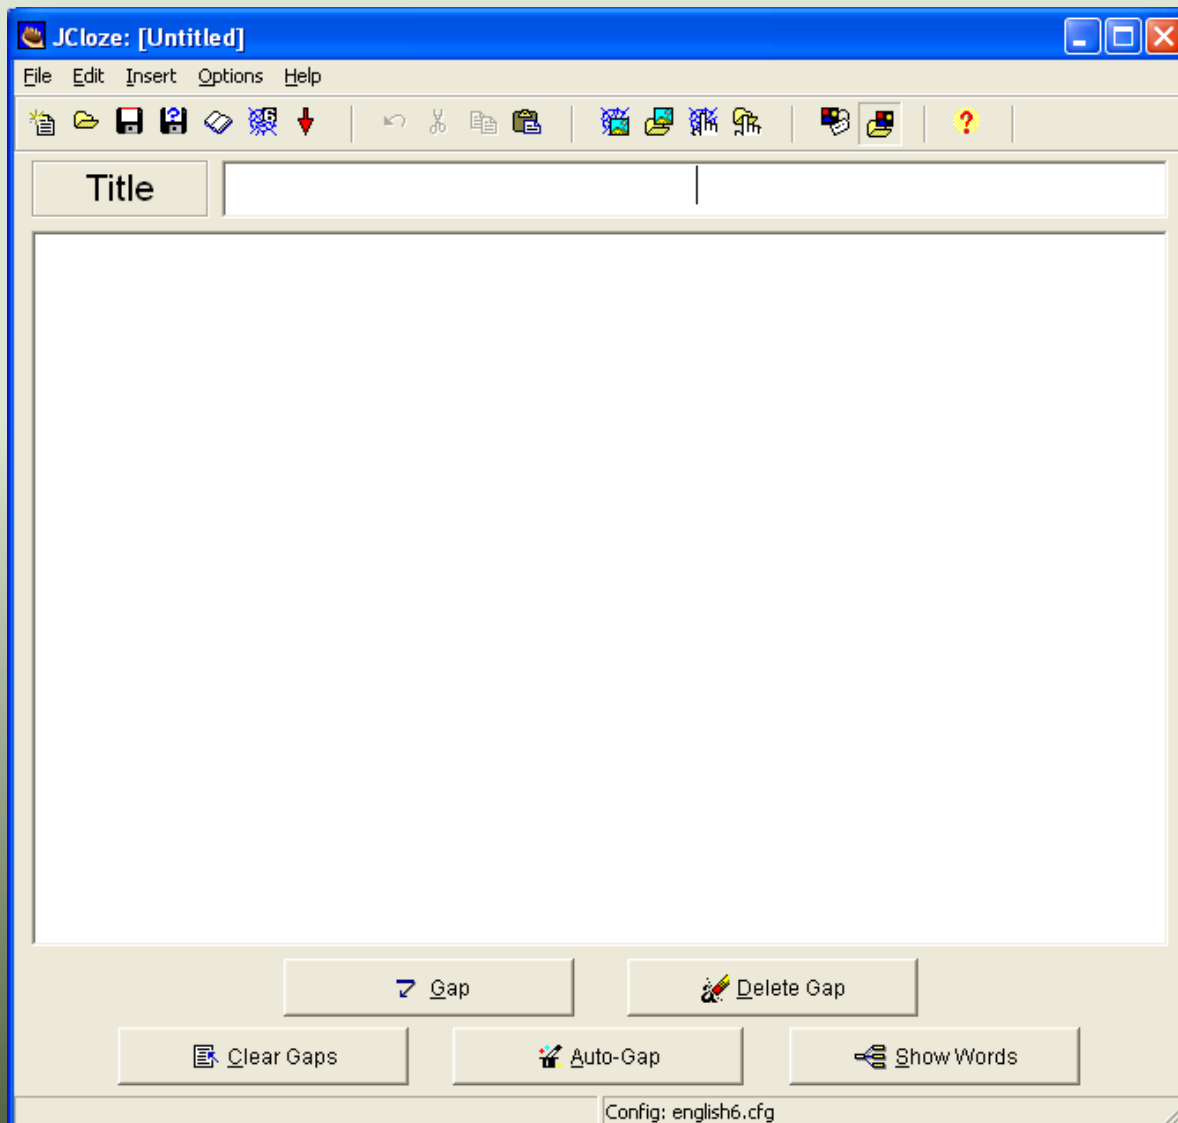 JCloze: [Untitled]
File Edit Insert Options Help
Title
Gap Delete Gap
Clear Gaps Auto-Gap Show Words
Config: english6.cfg